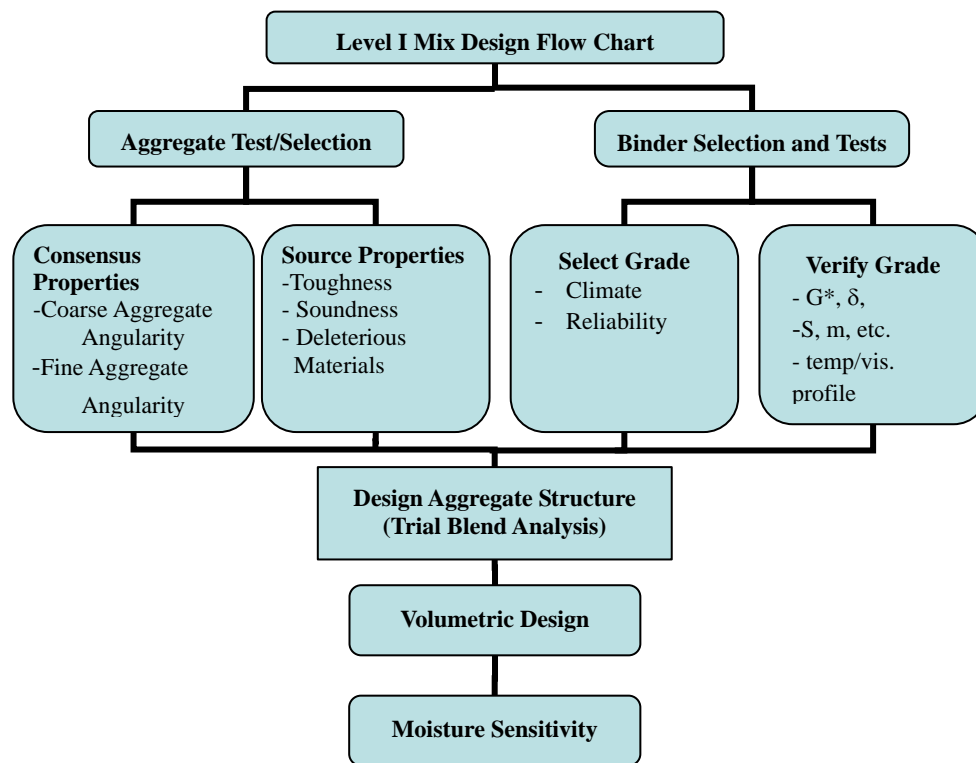 Level I Mix Design Flow Chart
Aggregate Test/Selection
Binder Selection and Tests
Consensus
Properties
-Coarse Aggregate
Angularity
-Fine Aggregate
Angularity
Source Properties
-Toughness
- Soundness
- Deleterious
Materials
Select Grade
- Climate
- Reliability
Verify Grade
- G*, δ,
-S, m, etc.
- temp/vis.
profile
Design Aggregate Structure
(Trial Blend Analysis)
Volumetric Design
Moisture Sensitivity